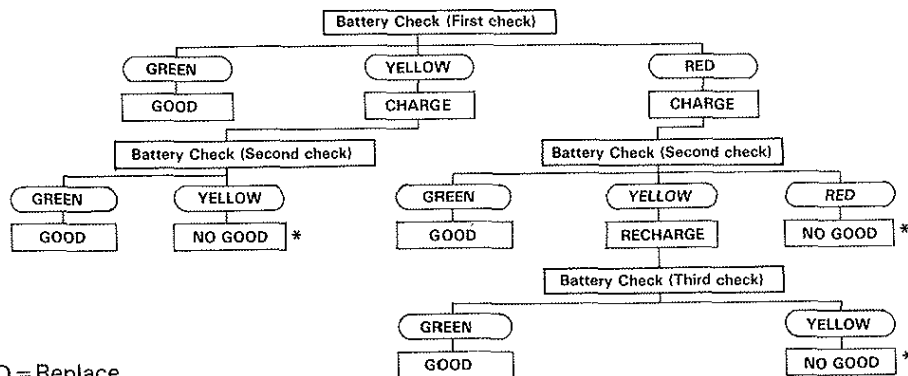 Battery Check (First check)
GREEN YELLOW RED
GOOD CHARGE CHARGE
Battery Check (Second check) Battery Check (Second check)
GREEN YELLOW GREEN YELLOW RED
GOOD NO GOOD * GOOD RECHARGE NO GOOD *
Battery Check (Third check)
GREEN YELLOW
GOOD NO GOOD *
= Replace